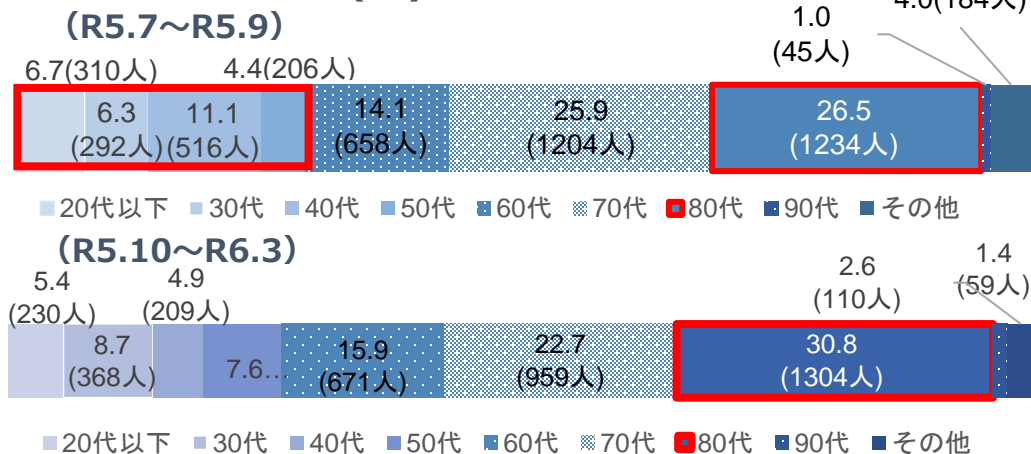 (R5.7～R5.9)
1.0
(45人)
4.0(184人)
6.7(310人)
4.4(206人)
6.3
(292人)
11.1
(516人)
14.1
(658人)
25.9
(1204人)
26.5
(1234人)
20代以下 30代 40代 50代 60代 70代 80代 90代 その他
(R5.10～R6.3)
5.4
(230人)
4.9
(209人)
2.6
(110人)
1.4
(59人)
8.7
(368人)
7.6...
15.9
(671人)
22.7
(959人)
30.8
(1304人)
20代以下 30代 40代 50代 60代 70代 80代 90代 その他